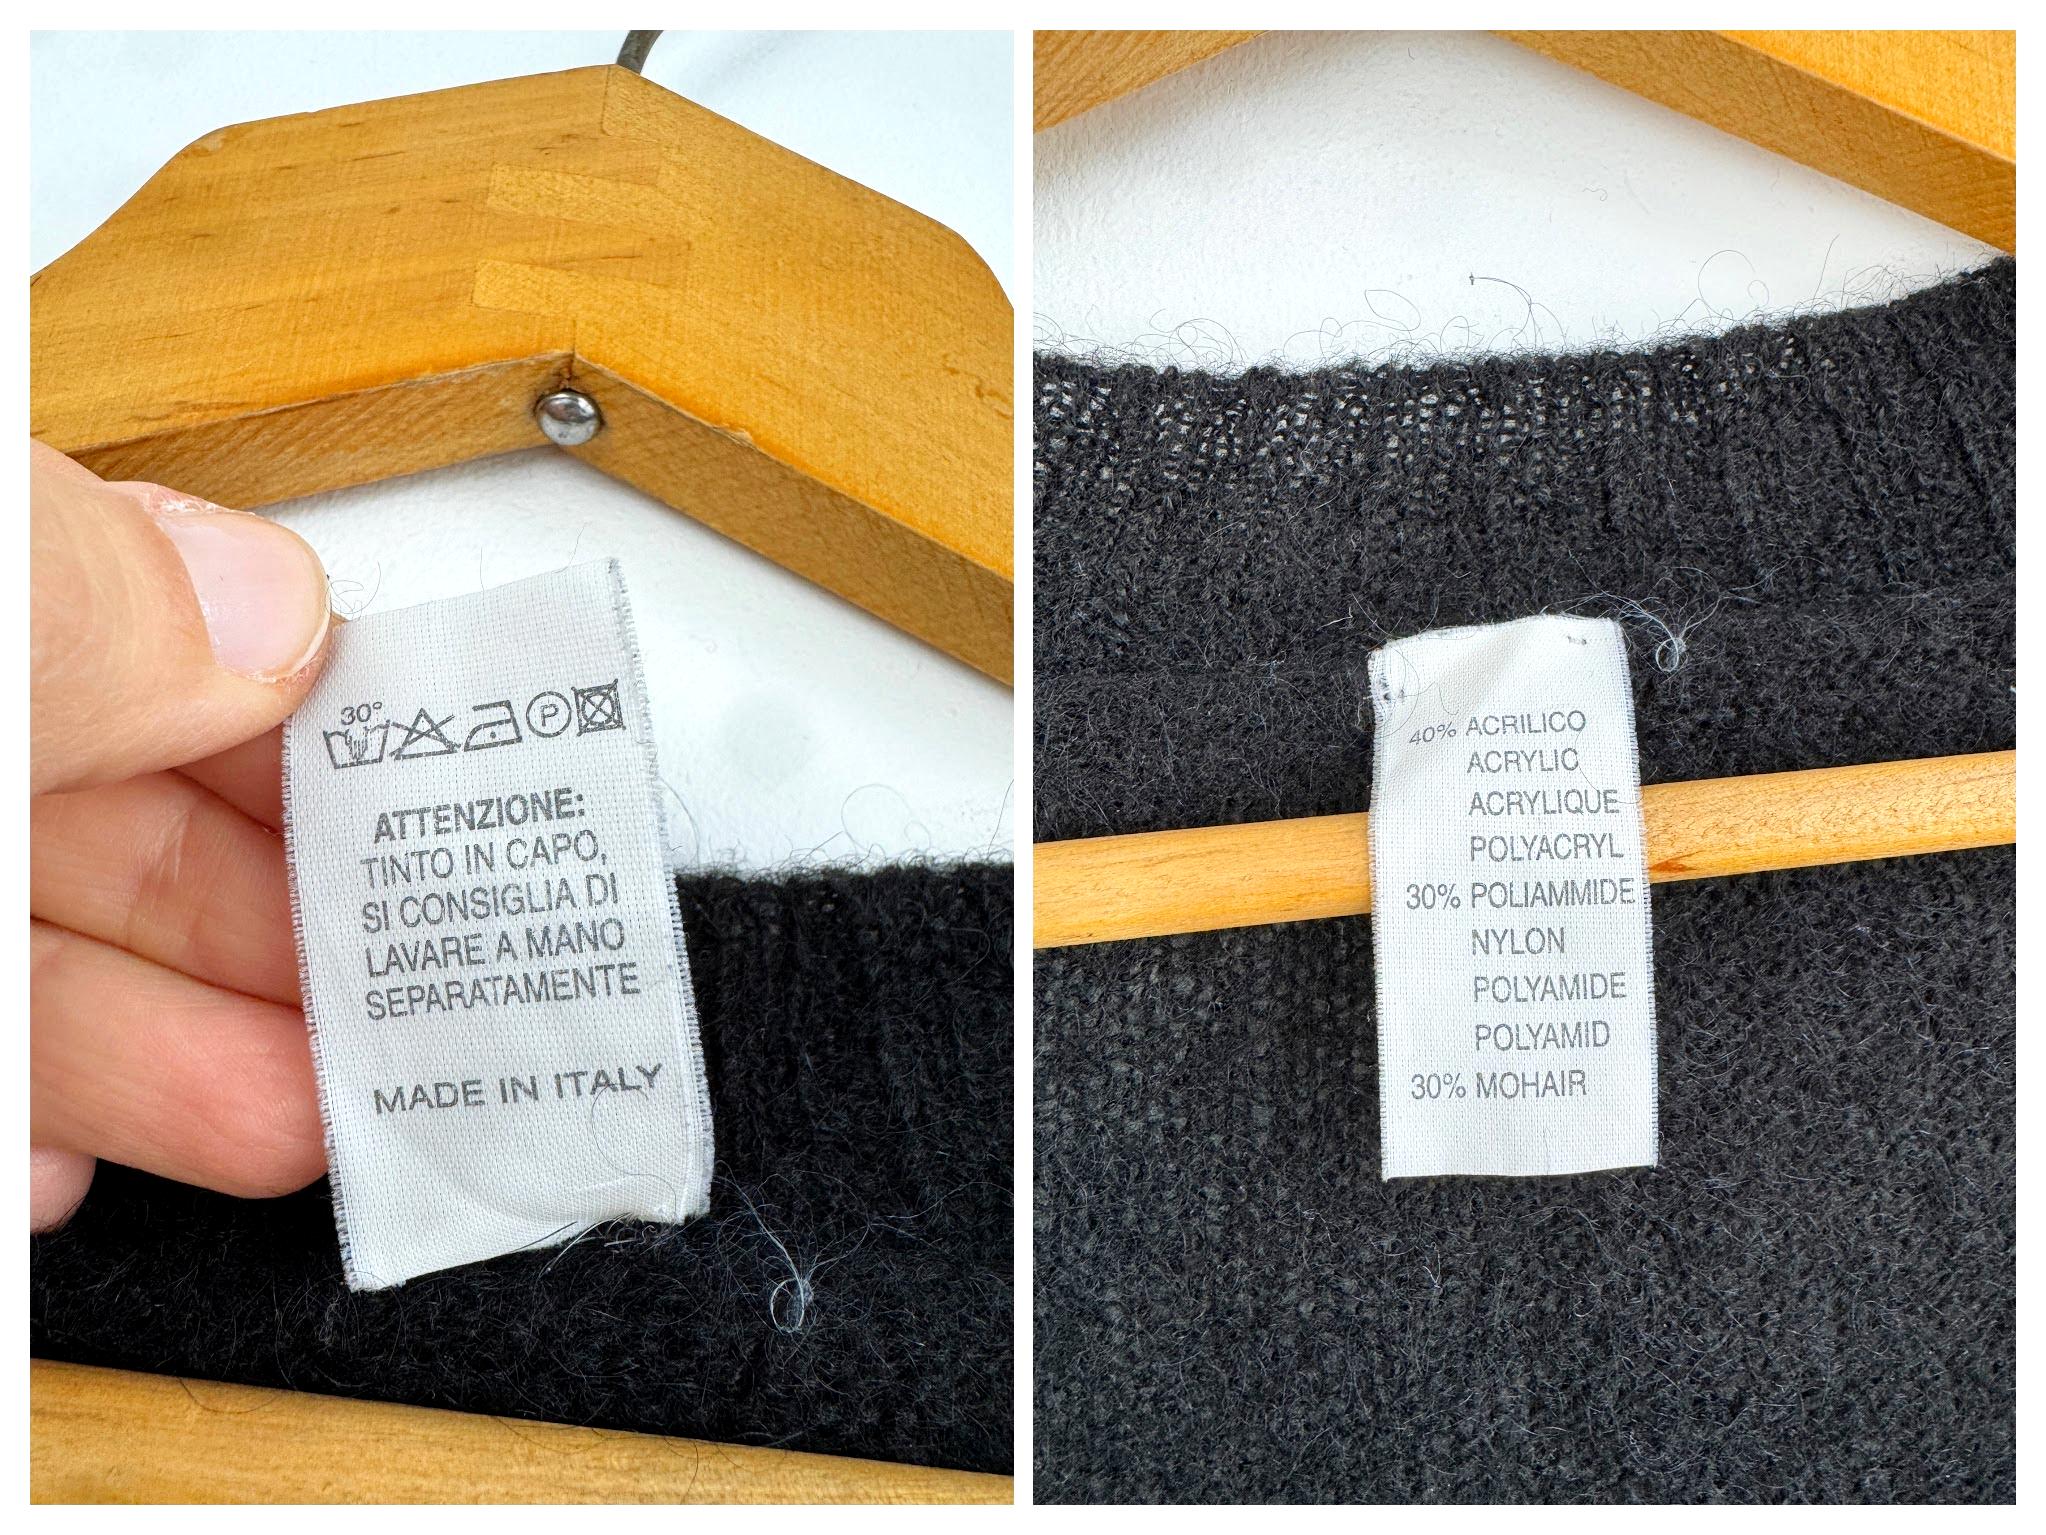 30°
P
ATTENZIONE:
TINTO IN CAPO,
SI CONSIGLIA DI
LAVARE A MANO
SEPARATAMENTE
MADE IN ITALY
40% ACRILICO
ACRYLIC
ACRYLIQUE
POLYACRYL
30% POLIAMMIDE
NYLON
POLYAMIDE
POLYAMID
30% MOHAIR